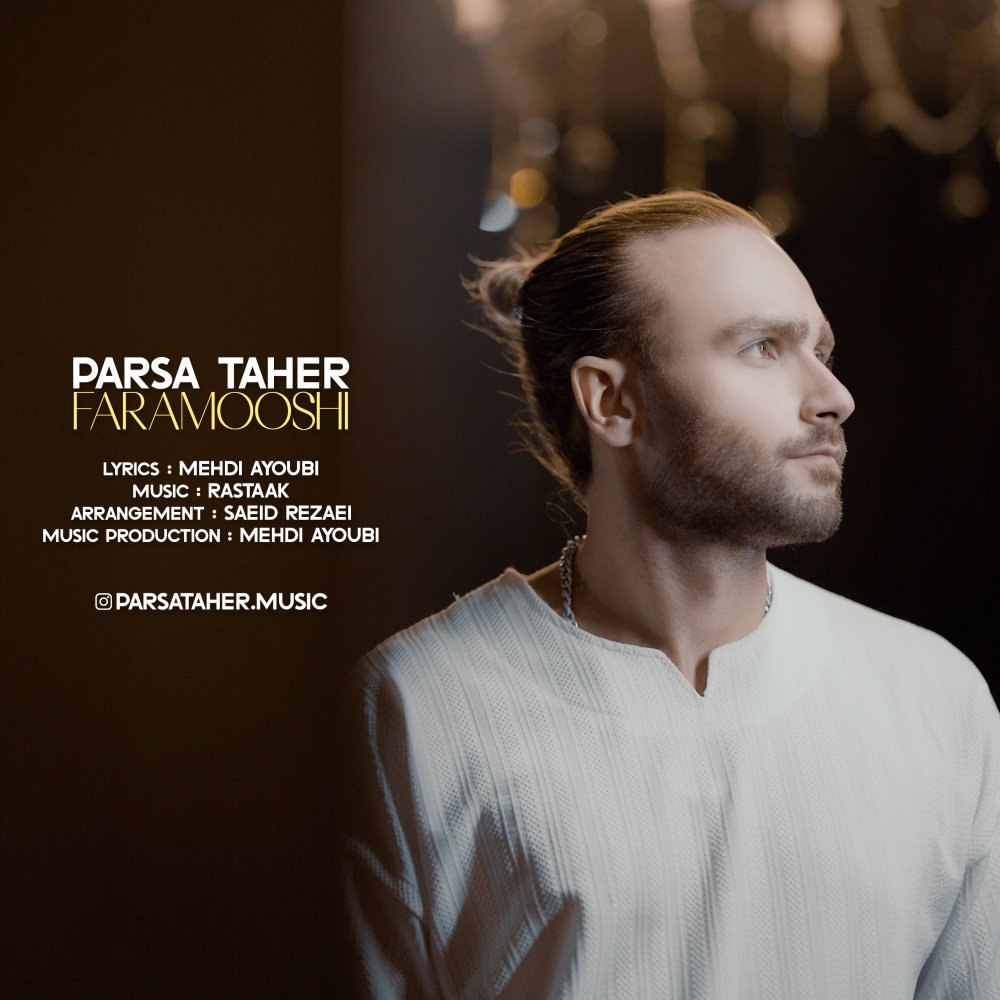 PARSA TAHER
FARAMOOSHI
LYRICS : MEHDI AYOUBI
MUSIC : RASTAAK
ARRANGEMENT : SAEID REZAEI
MUSIC PRODUCTION : MEHDI AYOUBI
PARSATAHER.MUSIC